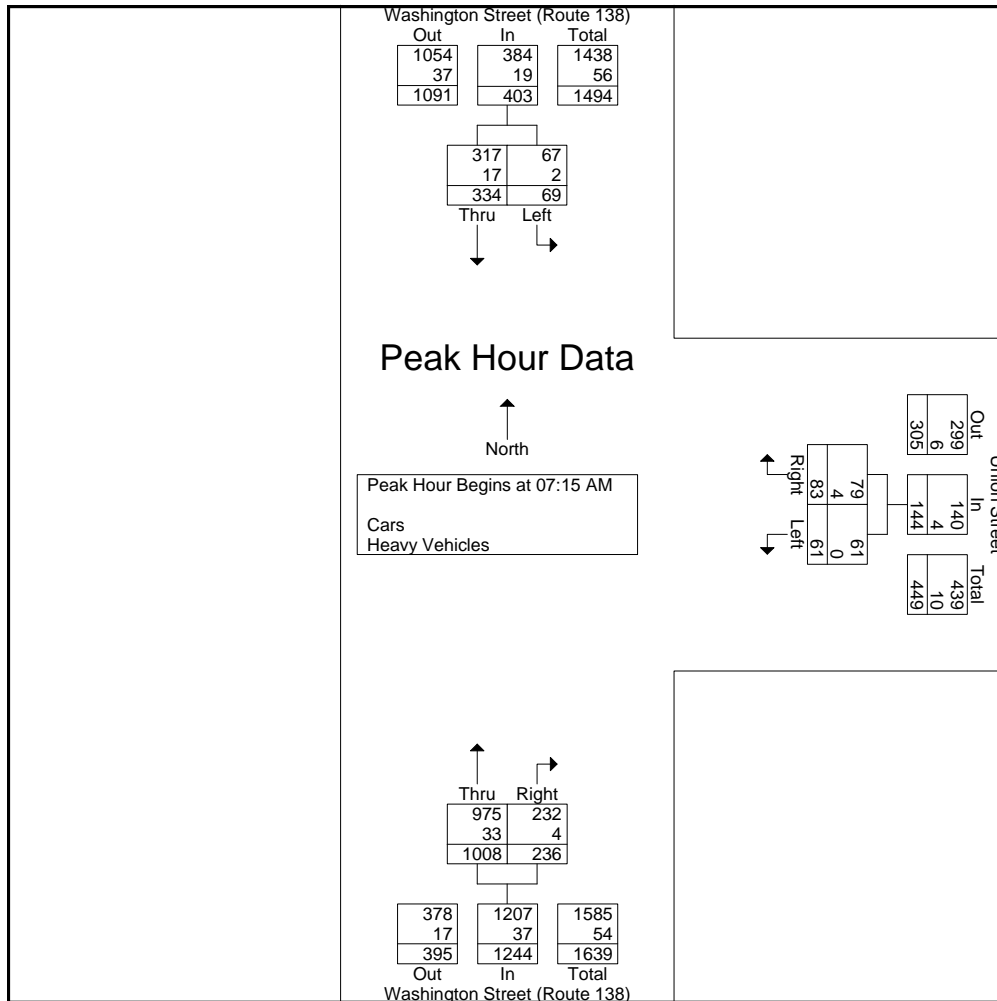 Washington Street (Route 138)
Out In Total
1054 384 1438
37 19 56
1091 403 1494
317 67
17 2
334 69
Thru Left
Peak Hour Data
North
Peak Hour Begins at 07:15 AM
Cars
Heavy Vehicles
Union Street
Out In Total
299 140 439
6 4 10
305 144 449
79 61
4 0
83 61
Right Left
Thru Right
975 232
33 4
1008 236
378 1207 1585
17 37 54
395 1244 1639
Out In Total
Washington Street (Route 138)